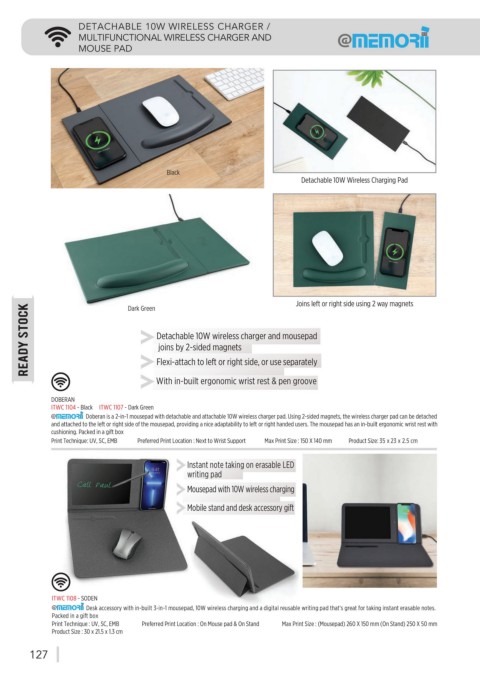 DETACHABLE 10W WIRELESS CHARGER /
MULTIFUNCTIONAL WIRELESS CHARGER AND
MOUSE PAD
@memorii
Black
Detachable 10W Wireless Charging Pad
Dark Green
Joins left or right side using 2 way magnets
READY STOCK
Detachable 10W wireless charger and mousepad
joins by 2-sided magnets
Flexi-attach to left or right side, or use separately
With in-built ergonomic wrist rest & pen groove
DOBERAN
ITWC 1104 - Black ITWC 1107 - Dark Green
@memorii Doberan is a 2-in-1 mousepad with detachable and attachable 10W wireless charger pad. Using 2-sided magnets, the wireless charger pad can be detached
and attached to the left or right side of the mousepad, providing a nice adaptability to left or right handed users. The mousepad has an in-built ergonomic wrist rest with
cushioning. Packed in a gift box
Print Technique: UV, SC, EMB Preferred Print Location : Next to Wrist Support Max Print Size : 150 X 140 mm Product Size: 35 x 23 x 2.5 cm
Instant note taking on erasable LED
writing pad
Mousepad with 10W wireless charging
Mobile stand and desk accessory gift
Call Paul
ITWC 1108 - SODEN
@memorii Desk accessory with in-built 3-in-1 mousepad, 10W wireless charging and a digital reusable writing pad that's great for taking instant erasable notes.
Packed in a gift box
Print Technique : UV, SC, EMB Preferred Print Location : On Mouse pad & On Stand Max Print Size : (Mousepad) 260 X 150 mm (On Stand) 250 X 50 mm
Product Size : 30 x 21.5 x 1.3 cm
127